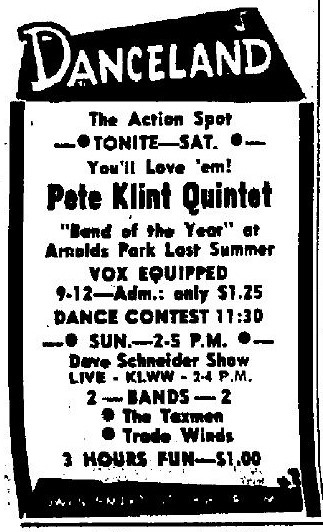 DANCELAND
The Action Spot
—●TONITE—SAT. ●—
You'll Love 'em!
Pete Klint Quintet
"Band of the Year" at
Arnolds Park Last Summer
VOX EQUIPPED
9-12—Adm.: only $1.25
DANCE CONTEST 11:30
—● SUN.—2-5 P.M. ●—
Dave Schneider Show
LIVE - KLWW - 2-4 P.M.
2—BANDS—2
● The Taxmen
● Trade Winds
3 HOURS FUN—$1.00